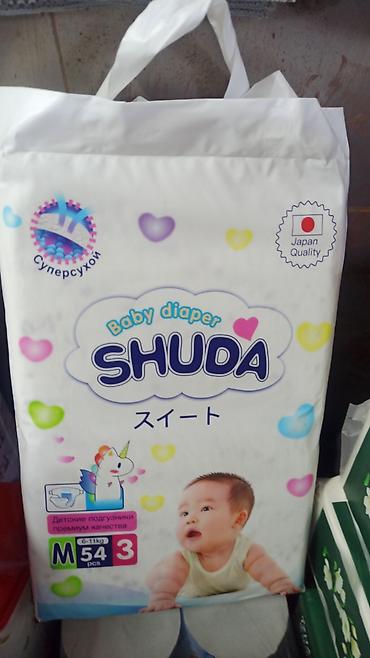 Суперсухой
Japan
Quality
Baby diaper
SHUDA
スイート
Детские подгузники
премиум качества
6-11kg
M 54 3
pcs